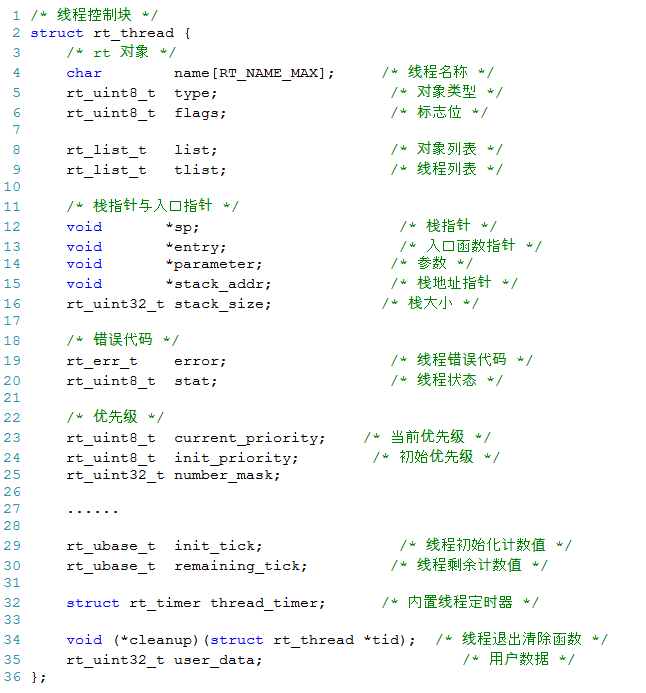 1 /* 线程控制块 */
2 struct rt_thread {
3     /* rt 对象 */
4     char        name[RT_NAME_MAX];     /* 线程名称 */
5     rt_uint8_t  type;                   /* 对象类型 */
6     rt_uint8_t  flags;                  /* 标志位 */
7
8     rt_list_t   list;                   /* 对象列表 */
9     rt_list_t   tlist;                  /* 线程列表 */
10
11     /* 栈指针与入口指针 */
12     void       *sp;                      /* 栈指针 */
13     void       *entry;                   /* 入口函数指针 */
14     void       *parameter;              /* 参数 */
15     void       *stack_addr;             /* 栈地址指针 */
16     rt_uint32_t stack_size;            /* 栈大小 */
17
18     /* 错误代码 */
19     rt_err_t    error;                  /* 线程错误代码 */
20     rt_uint8_t  stat;                   /* 线程状态 */
21
22     /* 优先级 */
23     rt_uint8_t  current_priority;    /* 当前优先级 */
24     rt_uint8_t  init_priority;        /* 初始优先级 */
25     rt_uint32_t number_mask;
26
27     ......
28
29     rt_ubase_t  init_tick;               /* 线程初始化计数值 */
30     rt_ubase_t  remaining_tick;         /* 线程剩余计数值 */
31
32     struct rt_timer thread_timer;      /* 内置线程定时器 */
33
34     void (*cleanup)(struct rt_thread *tid);  /* 线程退出清除函数 */
35     rt_uint32_t user_data;                      /* 用户数据 */
36 };